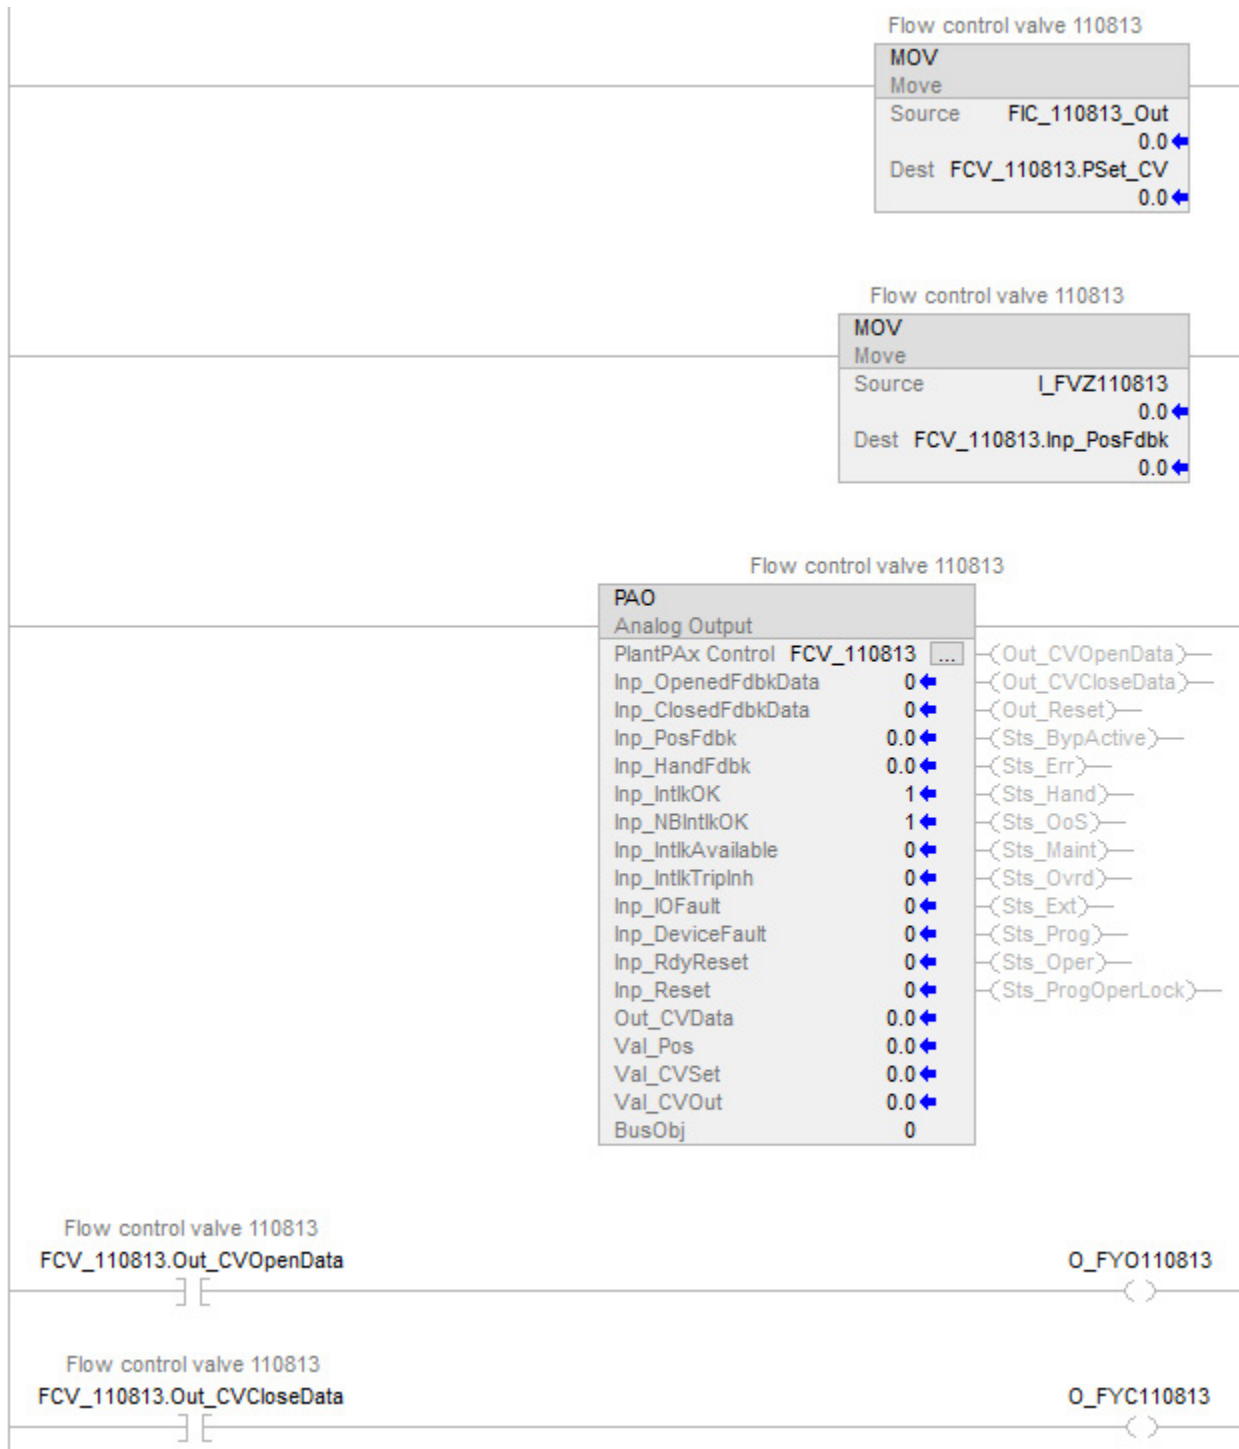 Flow control valve 110813
MOV
Move
Source FIC_110813_Out
0.0
Dest FCV_110813.PSet_CV
0.0
Flow control valve 110813
MOV
Move
Source I_FVZ110813
0.0
Dest FCV_110813.Inp_PosFdbk
0.0
Flow control valve 110813
PAO
Analog Output
PlantPAx Control FCV_110813 ... Out_CVOpenData
Inp_OpenedFdbkData 0 Out_CVCloseData
Inp_ClosedFdbkData 0 Out_Reset
Inp_PosFdbk 0.0 Sts_BypActive
Inp_HandFdbk 0.0 Sts_Err
Inp_IntlkOK 1 Sts_Hand
Inp_NBIntlkOK 1 Sts_OoS
Inp_IntlkAvailable 0 Sts_Maint
Inp_IntlkTripInh 0 Sts_Ovrd
Inp_IOFault 0 Sts_Ext
Inp_DeviceFault 0 Sts_Prog
Inp_RdyReset 0 Sts_Oper
Inp_Reset 0 Sts_ProgOperLock
Out_CVData 0.0
Val_Pos 0.0
Val_CVSet 0.0
Val_CVOut 0.0
BusObj 0
Flow control valve 110813
FCV_110813.Out_CVOpenData O_FYO110813
Flow control valve 110813
FCV_110813.Out_CVCloseData O_FYC110813